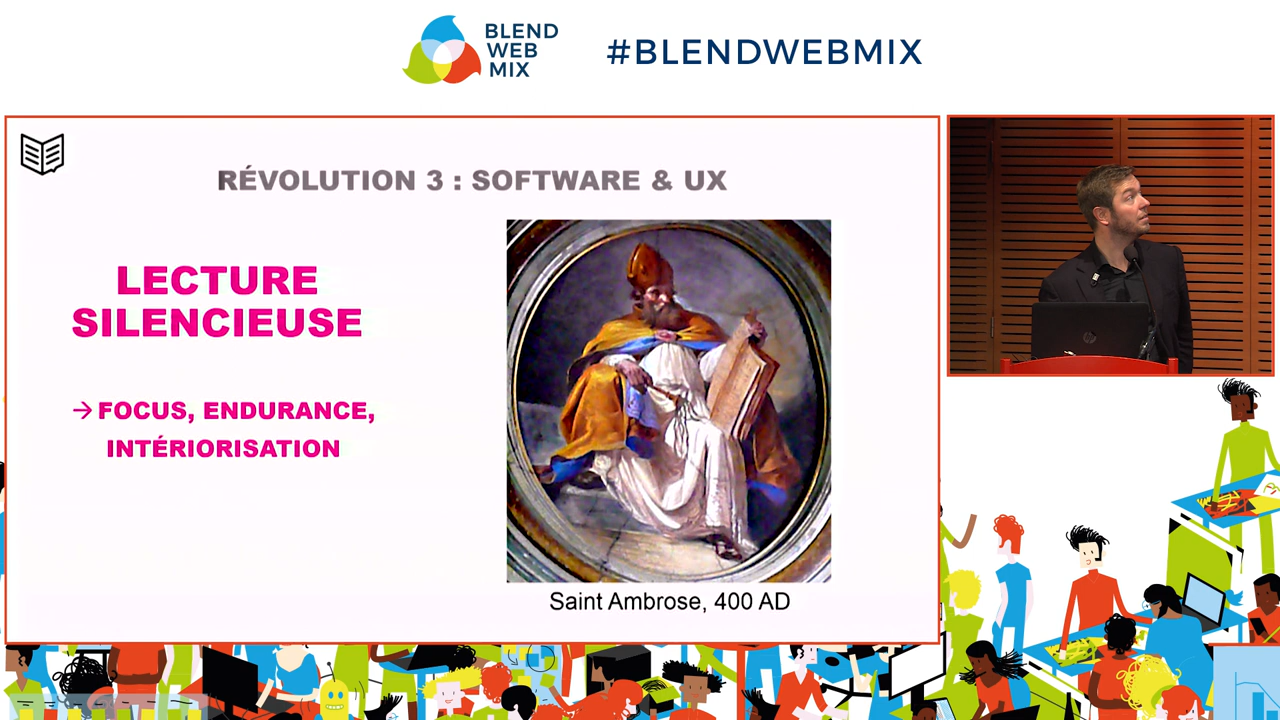 BLEND
WEB
MIX
#BLENDWEBMIX
RÉVOLUTION 3 : SOFTWARE & UX
LECTURE
SILENCIEUSE
→ FOCUS, ENDURANCE,
INTÉRIORISATION
Saint Ambrose, 400 AD